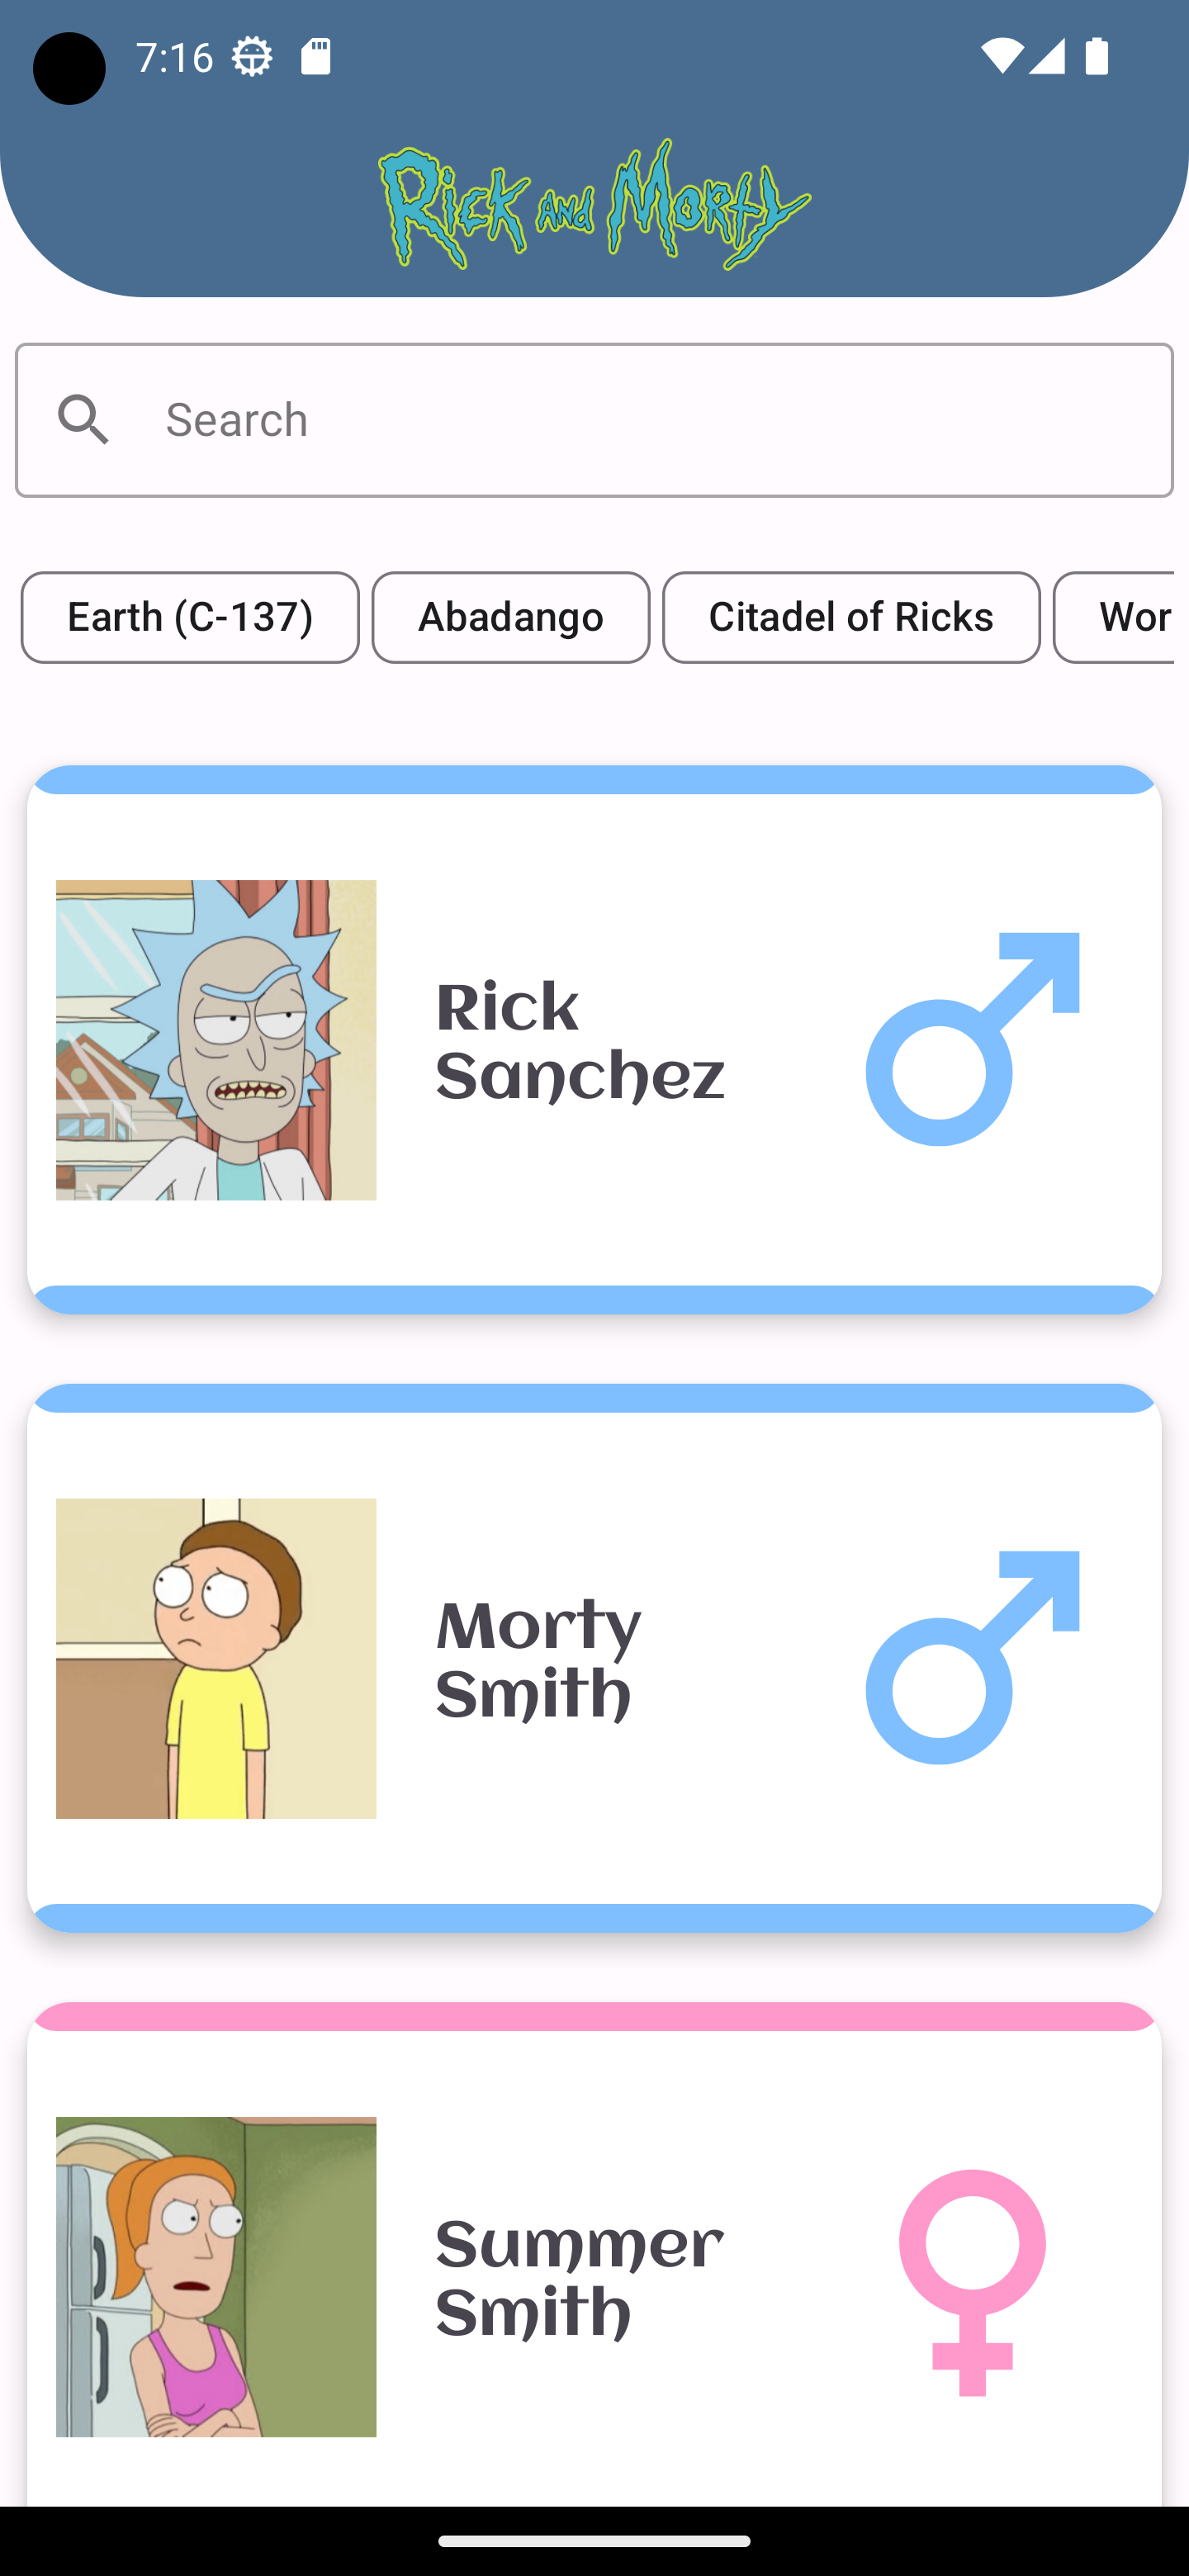 7:16
Rick and Morty
Search
Earth (C-137) Abadango Citadel of Ricks Wor
Rick
Sanchez
Morty
Smith
Summer
Smith